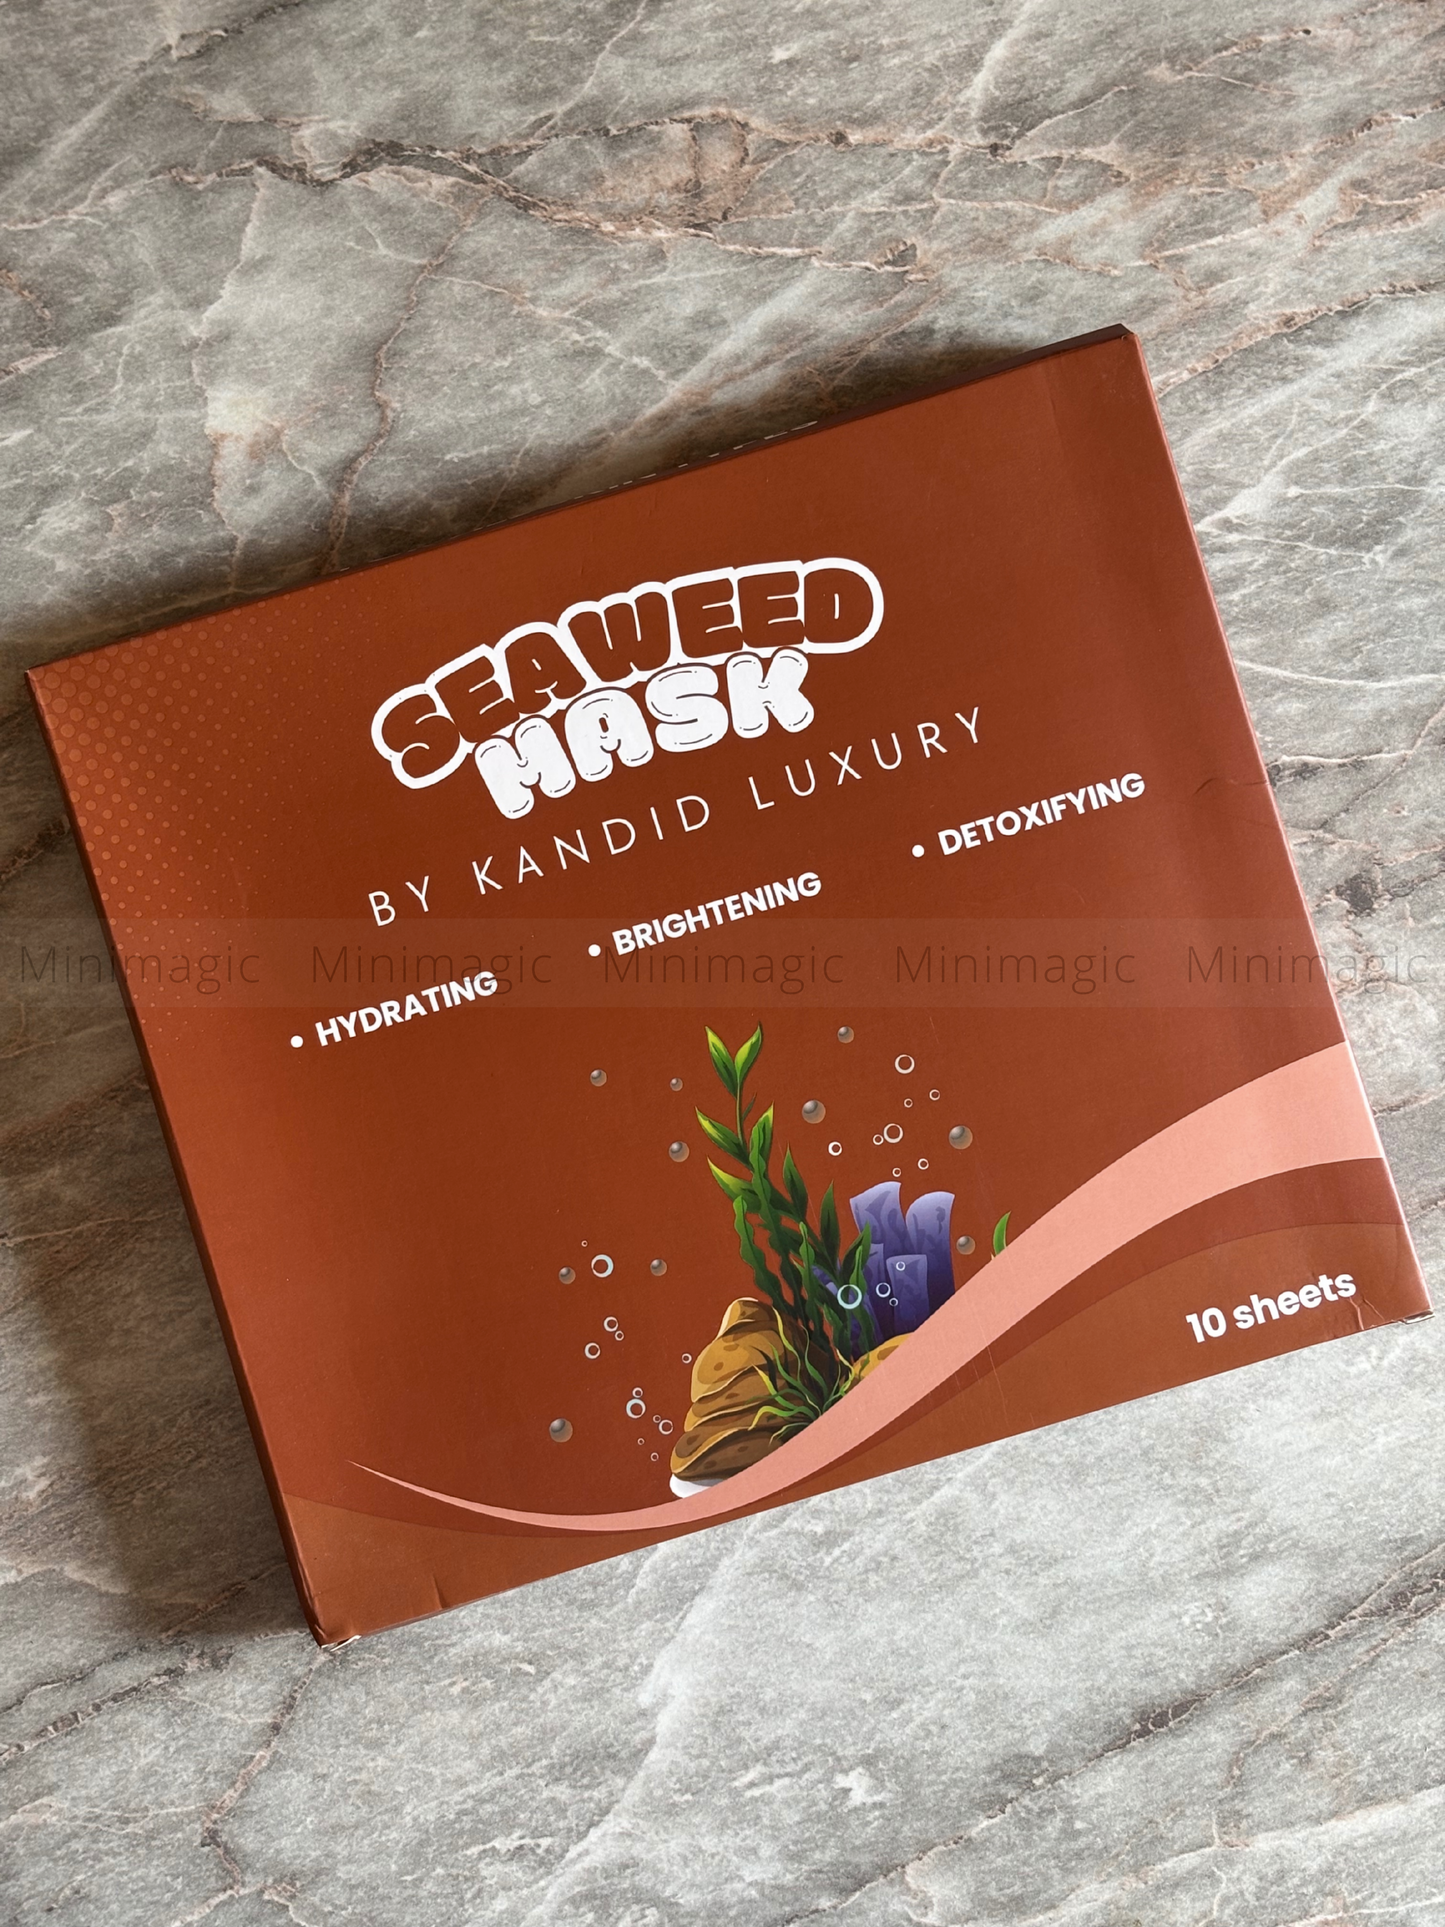 SEAWEED
MASK
BY KANDID LUXURY
• HYDRATING
• BRIGHTENING
• DETOXIFYING
Minimagic Minimagic Minimagic Minimagic Minimagic
10 sheets